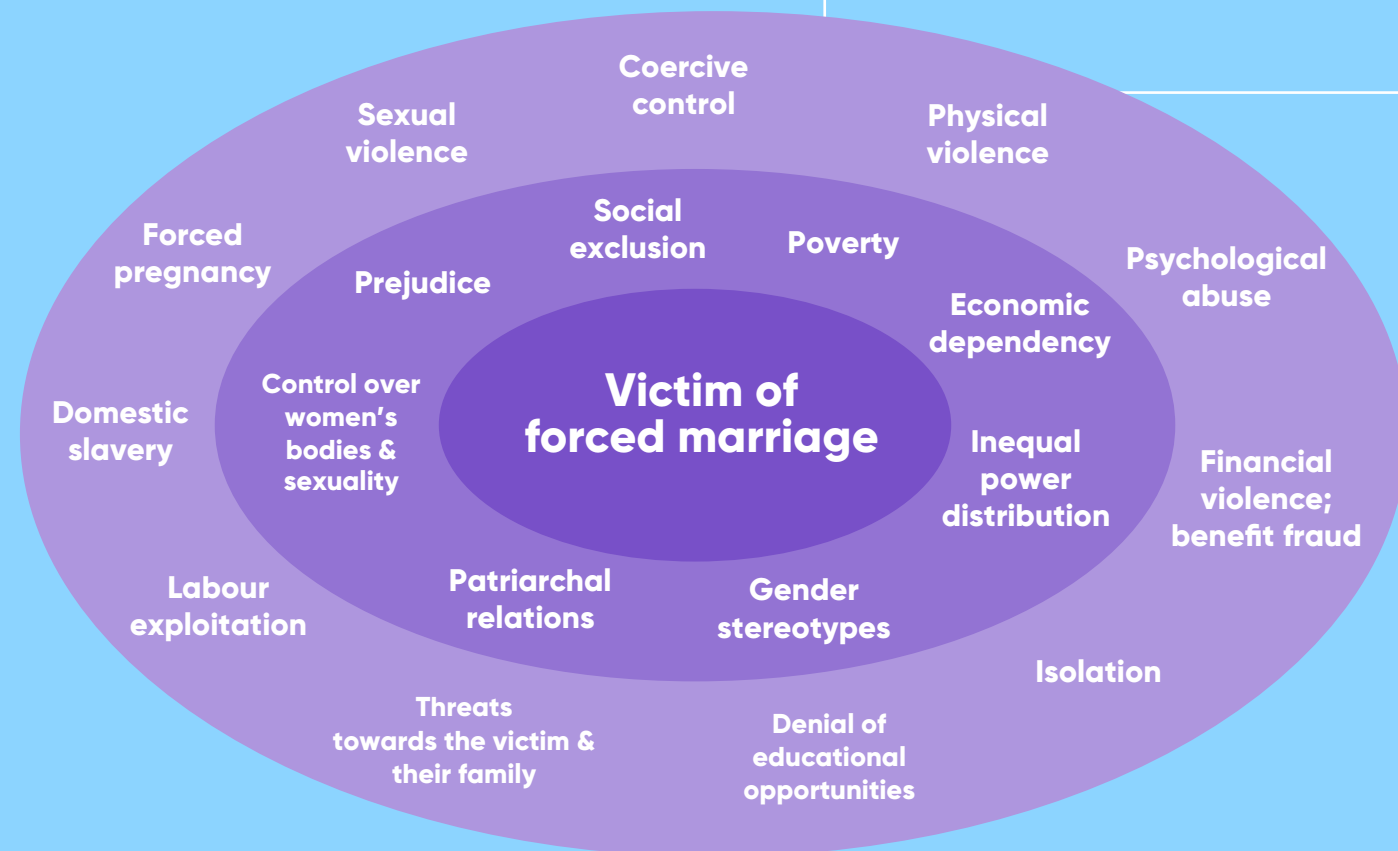 Coercive
control
Sexual
violence
Physical
violence
Social
exclusion
Poverty
Forced
pregnancy
Prejudice
Psychological
abuse
Economic
dependency
Control over
women's
bodies &
sexuality
Victim of
forced marriage
Domestic
slavery
Inequal
power
distribution
Financial
violence;
benefit fraud
Labour
exploitation
Patriarchal
relations
Gender
stereotypes
Isolation
Threats
towards the victim &
their family
Denial of
educational
opportunities